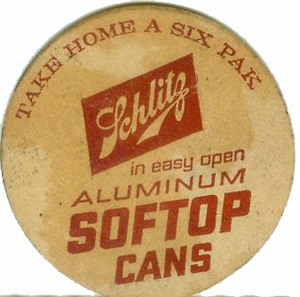 TAKE HOME A SIX PAK
Schlitz
in easy open
ALUMINUM
SOFTOP
CANS